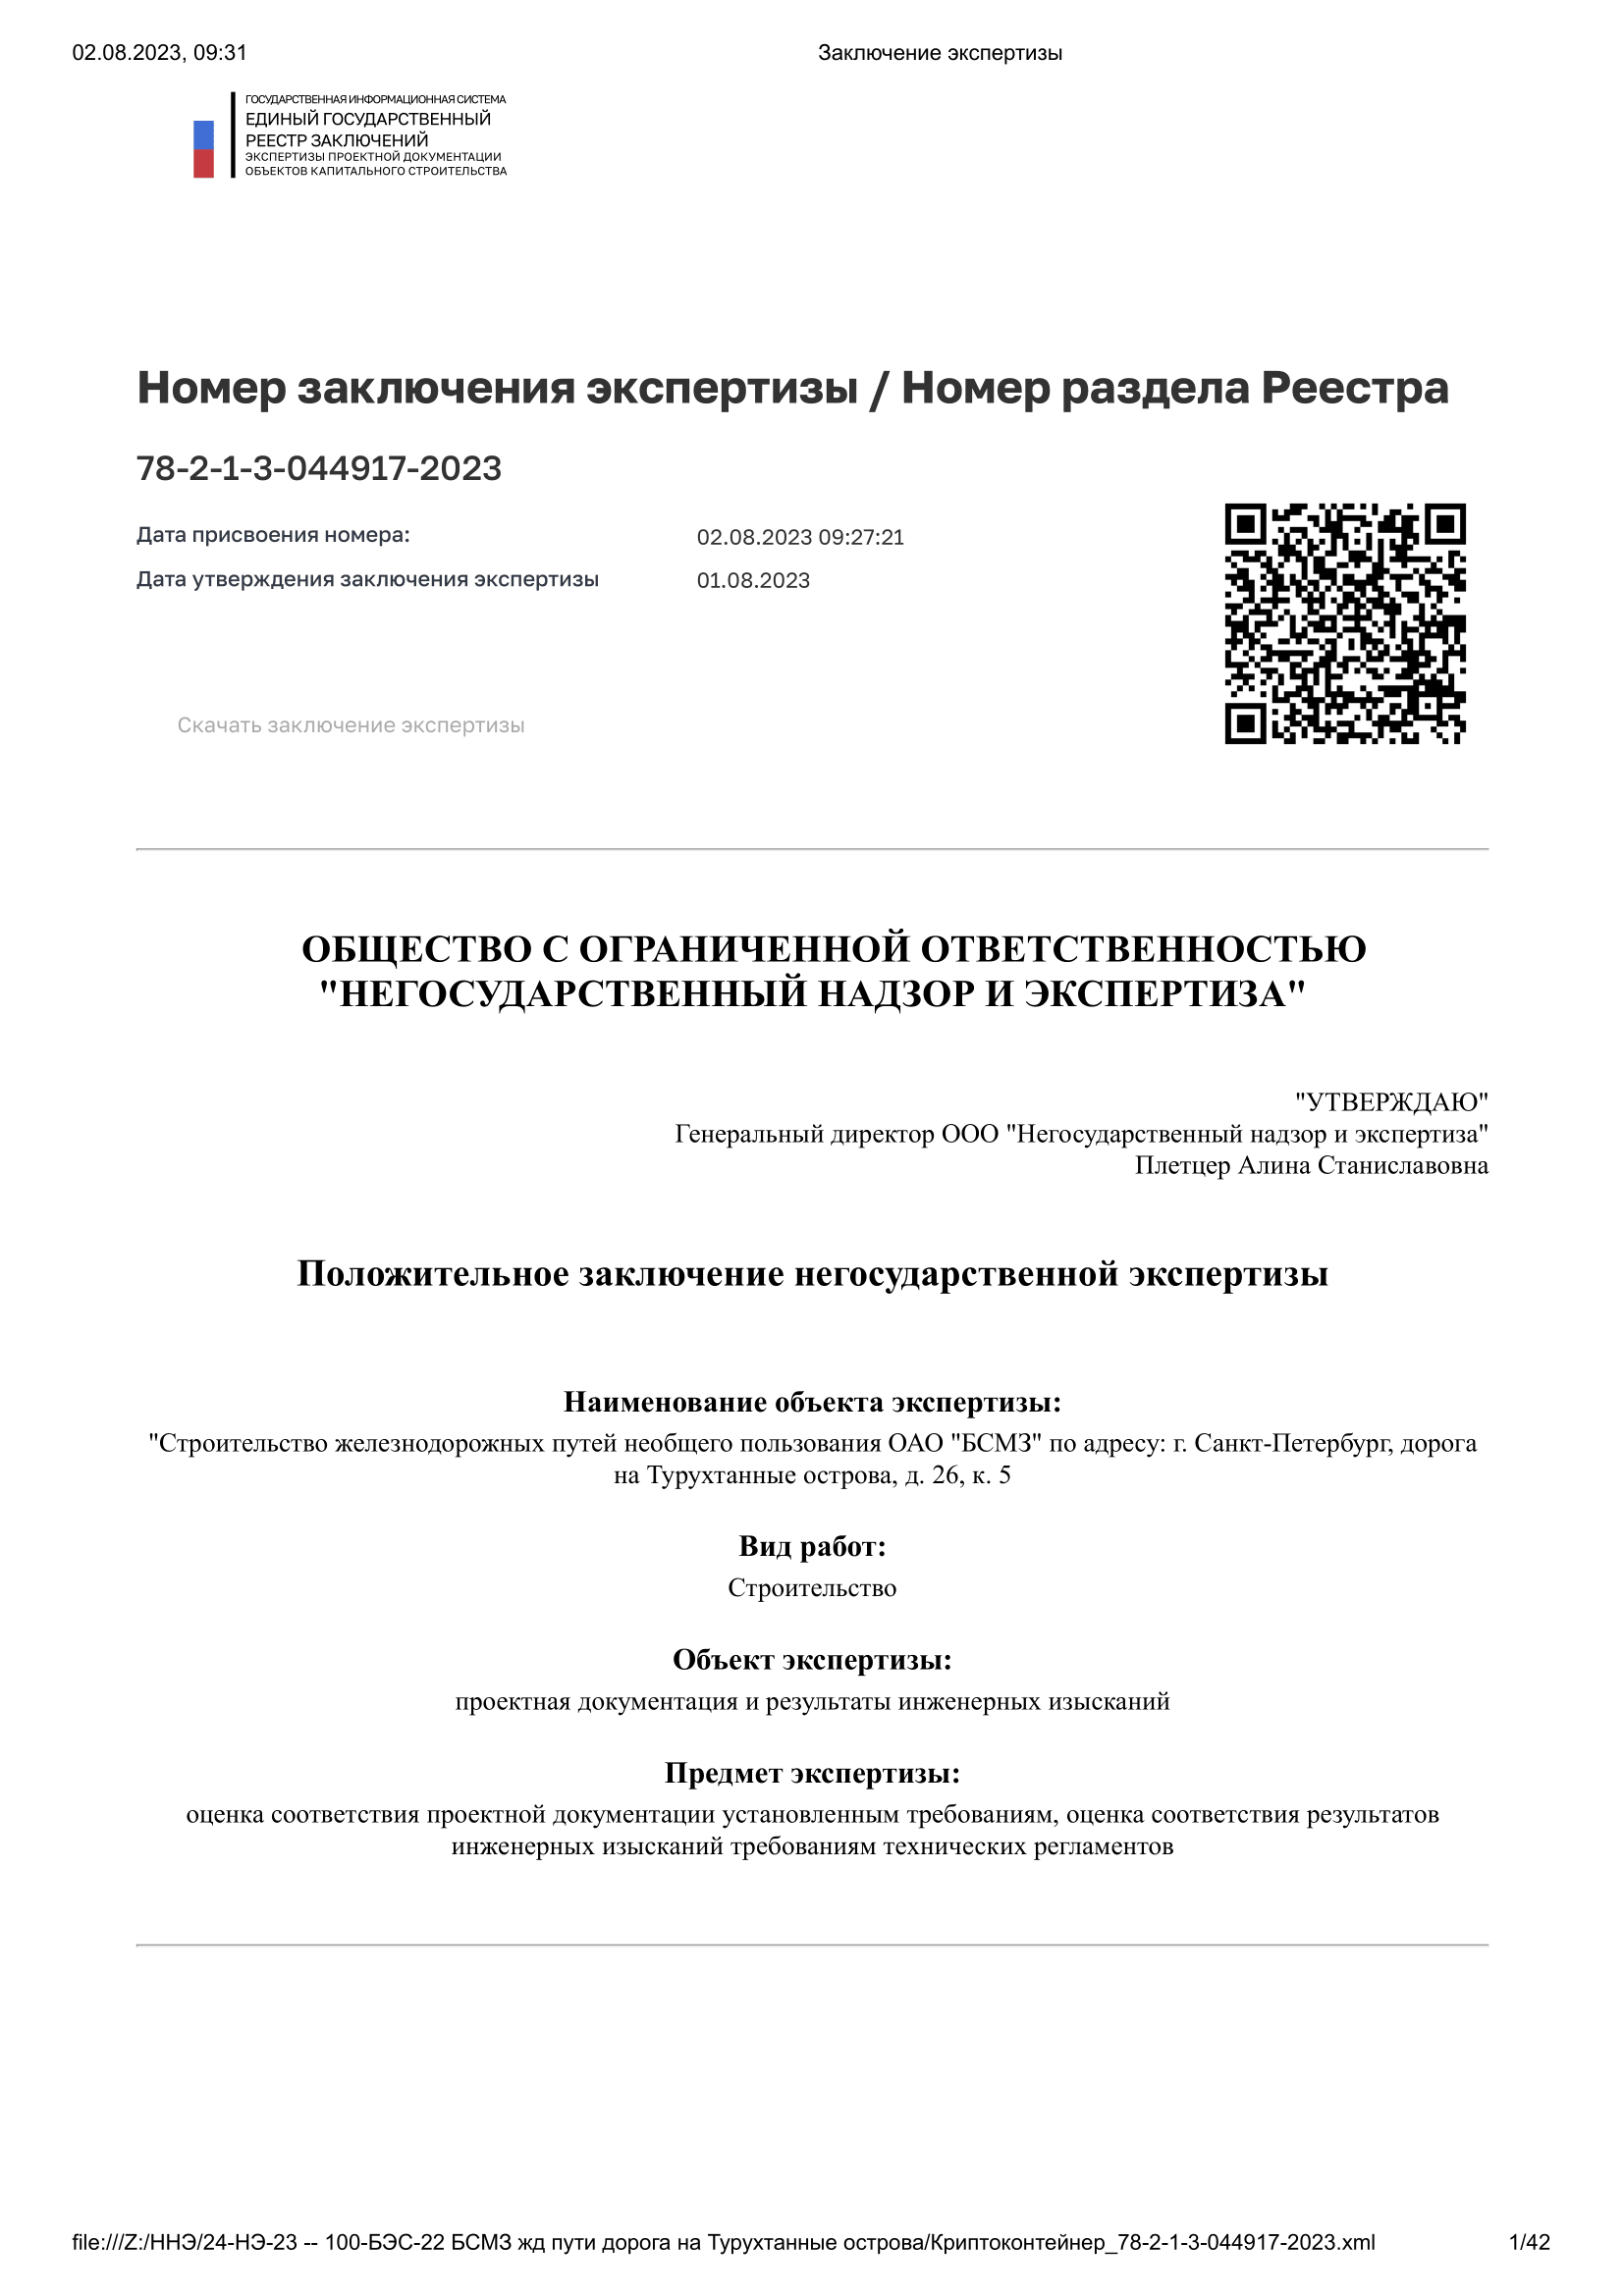 02.08.2023, 09:31
Заключение экспертизы
ГОСУДАРСТВЕННАЯ ИНФОРМАЦИОННАЯ СИСТЕМА
ЕДИНЫЙ ГОСУДАРСТВЕННЫЙ
РЕЕСТР ЗАКЛЮЧЕНИЙ
ЭКСПЕРТИЗЫ ПРОЕКТНОЙ ДОКУМЕНТАЦИИ
ОБЪЕКТОВ КАПИТАЛЬНОГО СТРОИТЕЛЬСТВА
Номер заключения экспертизы / Номер раздела Реестра
78-2-1-3-044917-2023
Дата присвоения номера:
02.08.2023 09:27:21
Дата утверждения заключения экспертизы
01.08.2023
Скачать заключение экспертизы
ОБЩЕСТВО С ОГРАНИЧЕННОЙ ОТВЕТСТВЕННОСТЬЮ
"НЕГОСУДАРСТВЕННЫЙ НАДЗОР И ЭКСПЕРТИЗА"
"УТВЕРЖДАЮ"
Генеральный директор ООО "Негосударственный надзор и экспертиза"
Плетцер Алина Станиславовна
Положительное заключение негосударственной экспертизы
Наименование объекта экспертизы:
"Строительство железнодорожных путей необщего пользования ОАО "БСМЗ" по адресу: г. Санкт-Петербург, дорога
на Турухтанные острова, д. 26, к. 5
Вид работ:
Строительство
Объект экспертизы:
проектная документация и результаты инженерных изысканий
Предмет экспертизы:
оценка соответствия проектной документации установленным требованиям, оценка соответствия результатов
инженерных изысканий требованиям технических регламентов
file:///Z:/ННЭ/24-НЭ-23 -- 100-БЭС-22 БСМЗ жд пути дорога на Турухтанные острова/Криптоконтейнер_78-2-1-3-044917-2023.xml
1/42